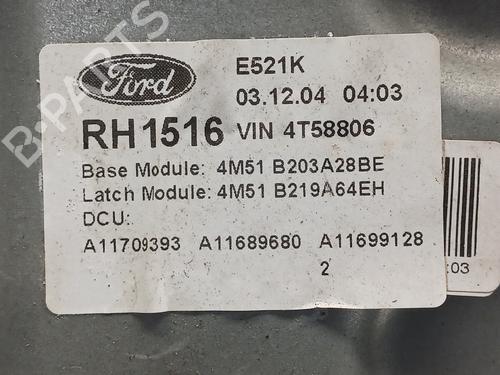 Ford
E521K
03.12.04 04:03
RH1516 VIN 4T58806
Base Module: 4M51 B203A28BE
Latch Module: 4M51 B219A64EH
DCU:
A11709393 A11689680 A11699128
2
:03
B-PARTS